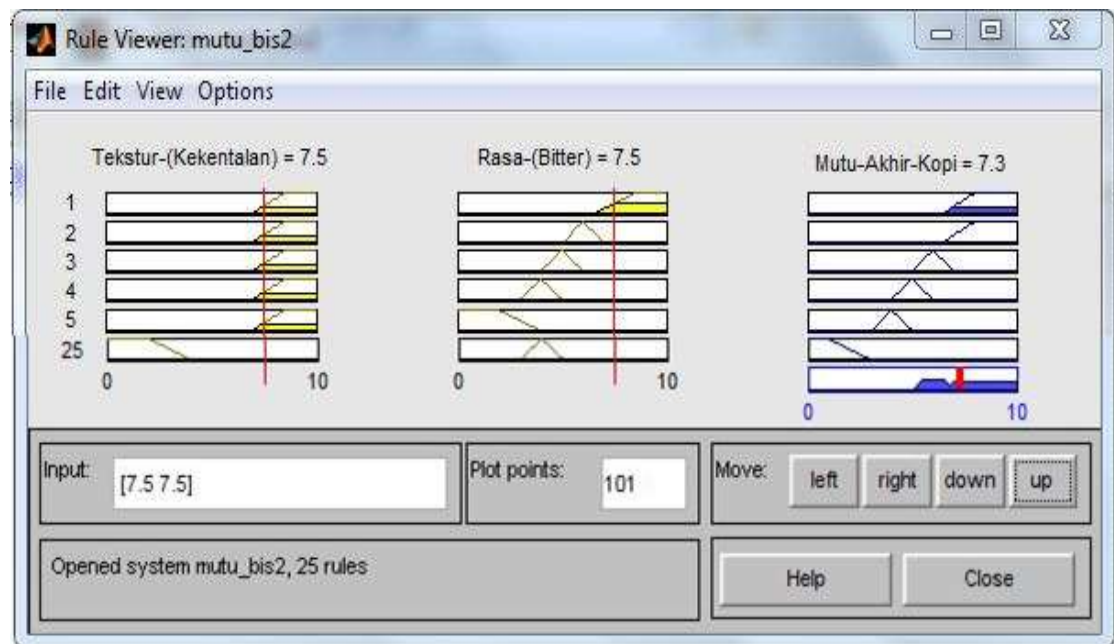 Rule Viewer: mutu_bis2
File Edit View Options
Tekstur-(Kekentalan) = 7.5
Rasa-(Bitter) = 7.5
Mutu-Akhir-Kopi = 7.3
1
2
3
4
5
25
0 10
0 10
0 10
Input: [7.5 7.5]
Plot points: 101
Move: left right down up
Opened system mutu_bis2, 25 rules
Help Close